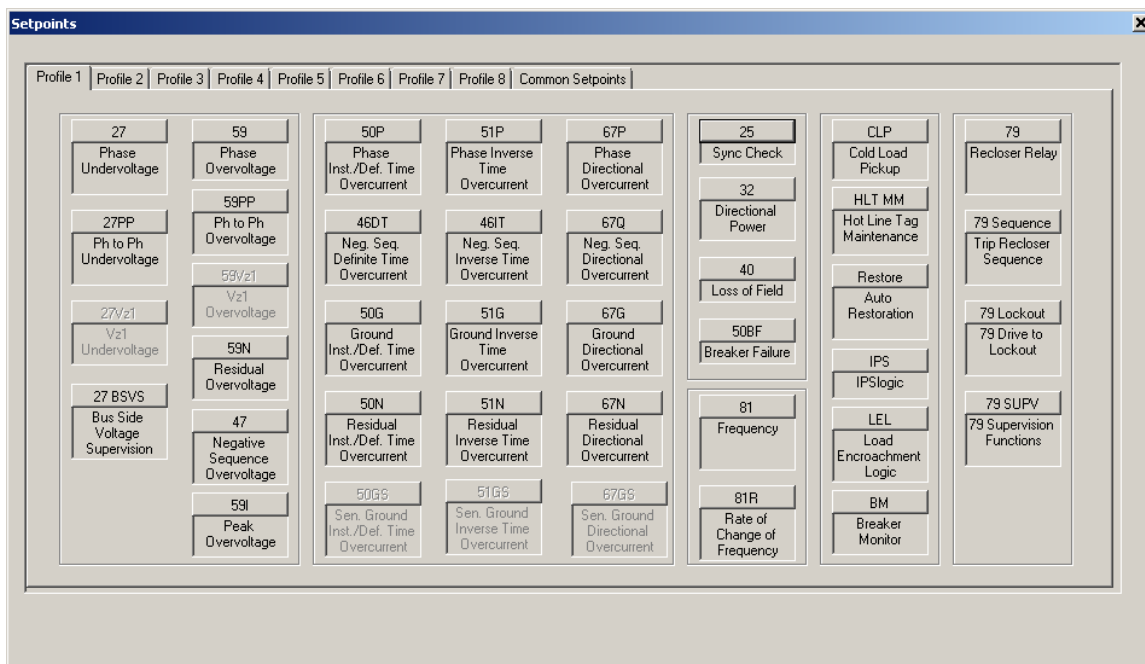 Setpoints
Profile 1
Profile 2
Profile 3
Profile 4
Profile 5
Profile 6
Profile 7
Profile 8
Common Setpoints
27
Phase
Undervoltage
27PP
Ph to Ph
Undervoltage
27Vz1
Vz1
Undervoltage
27 BSVS
Bus Side
Voltage
Supervision
59
Phase
Overvoltage
59PP
Ph to Ph
Overvoltage
59Vz1
Vz1
Overvoltage
59N
Residual
Overvoltage
47
Negative
Sequence
Overvoltage
59I
Peak
Overvoltage
50P
Phase
Inst./Def. Time
Overcurrent
46DT
Neg. Seq.
Definite Time
Overcurrent
50G
Ground
Inst./Def. Time
Overcurrent
50N
Residual
Inst./Def. Time
Overcurrent
50GS
Sen. Ground
Inst./Def. Time
Overcurrent
51P
Phase Inverse
Time
Overcurrent
46IT
Neg. Seq.
Inverse Time
Overcurrent
51G
Ground Inverse
Time
Overcurrent
51N
Residual
Inverse Time
Overcurrent
51GS
Sen. Ground
Inverse Time
Overcurrent
67P
Phase
Directional
Overcurrent
67Q
Neg. Seq.
Directional
Overcurrent
67G
Ground
Directional
Overcurrent
67N
Residual
Directional
Overcurrent
67GS
Sen. Ground
Directional
Overcurrent
25
Sync Check
32
Directional
Power
40
Loss of Field
50BF
Breaker Failure
81
Frequency
81R
Rate of
Change of
Frequency
CLP
Cold Load
Pickup
HLT MM
Hot Line Tag
Maintenance
Restore
Auto
Restoration
IPS
IPSlogic
LEL
Load
Encroachment
Logic
BM
Breaker
Monitor
79
Recloser Relay
79 Sequence
Trip Recloser
Sequence
79 Lockout
79 Drive to
Lockout
79 SUPV
79 Supervision
Functions